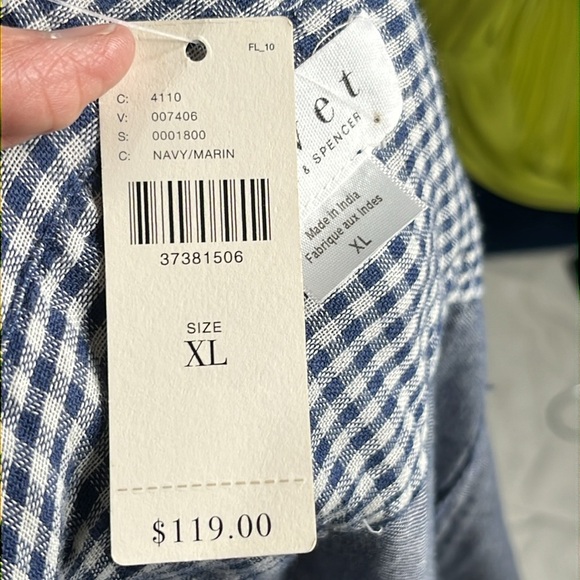 FL_10
C: 4110
V: 007406
S: 0001800
C: NAVY/MARIN
37381506
SIZE
XL
$119.00
& SPENCER
Made in India
Fabriqué aux Indes
XL